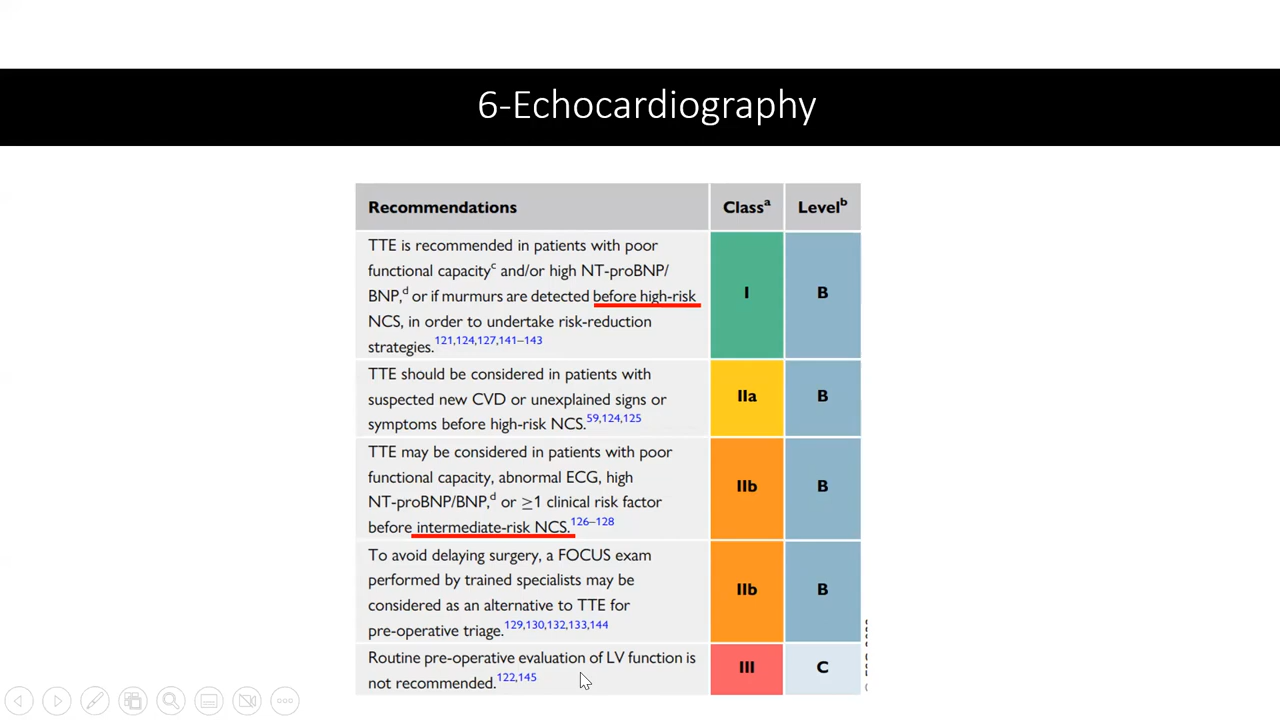 6-Echocardiography
Recommendations Classᵃ Levelᵇ
TTE is recommended in patients with poor
functional capacityᶜ and/or high NT-proBNP/
BNP,ᵈ or if murmurs are detected before high-risk
NCS, in order to undertake risk-reduction
strategies.121,124,127,141–143
I B
TTE should be considered in patients with
suspected new CVD or unexplained signs or
symptoms before high-risk NCS.59,124,125
IIa B
TTE may be considered in patients with poor
functional capacity, abnormal ECG, high
NT-proBNP/BNP,ᵈ or ≥1 clinical risk factor
before intermediate-risk NCS.126–128
IIb B
To avoid delaying surgery, a FOCUS exam
performed by trained specialists may be
considered as an alternative to TTE for
pre-operative triage.129,130,132,133,144
IIb B
Routine pre-operative evaluation of LV function is
not recommended.122,145
III C